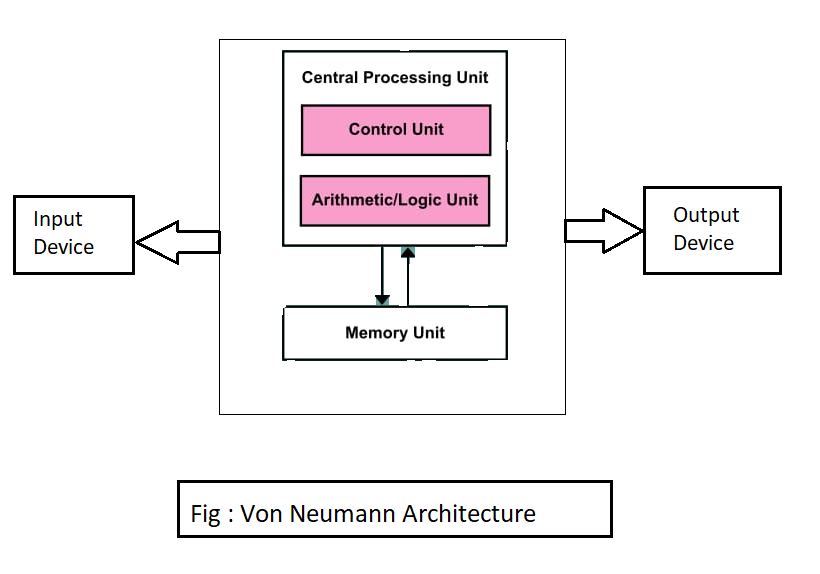 Central Processing Unit
Control Unit
Arithmetic/Logic Unit
Input
Device
Output
Device
Memory Unit
Fig : Von Neumann Architecture